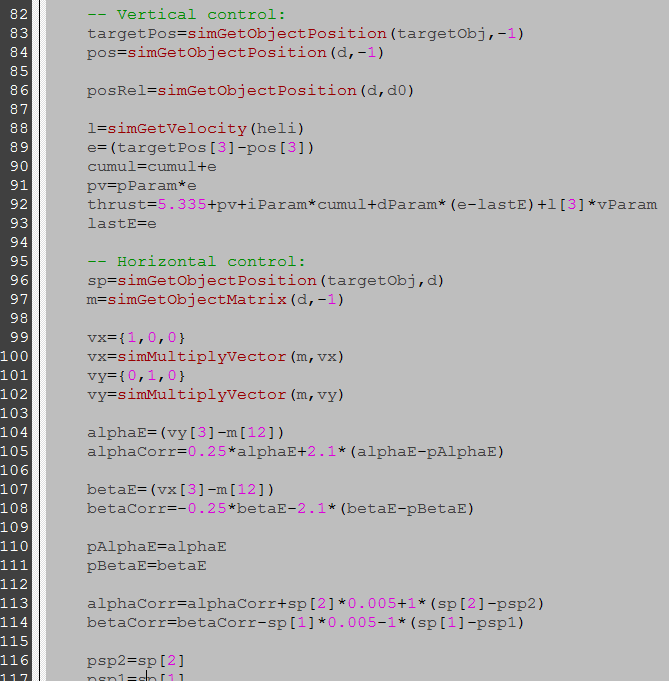 82 -- Vertical control:
83 targetPos=simGetObjectPosition(targetObj,-1)
84 pos=simGetObjectPosition(d,-1)
85
86 posRel=simGetObjectPosition(d,d0)
87
88 l=simGetVelocity(heli)
89 e=(targetPos[3]-pos[3])
90 cumul=cumul+e
91 pv=pParam*e
92 thrust=5.335+pv+iParam*cumul+dParam*(e-lastE)+l[3]*vParam
93 lastE=e
94
95 -- Horizontal control:
96 sp=simGetObjectPosition(targetObj,d)
97 m=simGetObjectMatrix(d,-1)
98
99 vx={1,0,0}
100 vx=simMultiplyVector(m,vx)
101 vy={0,1,0}
102 vy=simMultiplyVector(m,vy)
103
104 alphaE=(vy[3]-m[12])
105 alphaCorr=0.25*alphaE+2.1*(alphaE-pAlphaE)
106
107 betaE=(vx[3]-m[12])
108 betaCorr=-0.25*betaE-2.1*(betaE-pBetaE)
109
110 pAlphaE=alphaE
111 pBetaE=betaE
112
113 alphaCorr=alphaCorr+sp[2]*0.005+1*(sp[2]-psp2)
114 betaCorr=betaCorr-sp[1]*0.005-1*(sp[1]-psp1)
115
116 psp2=sp[2]
117 psp1=sp[1]